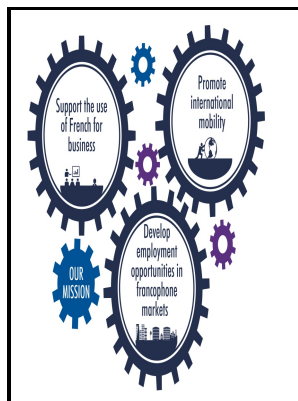 Support the use
of French for
business
Promote
international
mobility
Develop
employment
opportunities in
francophone
markets
OUR
MISSION